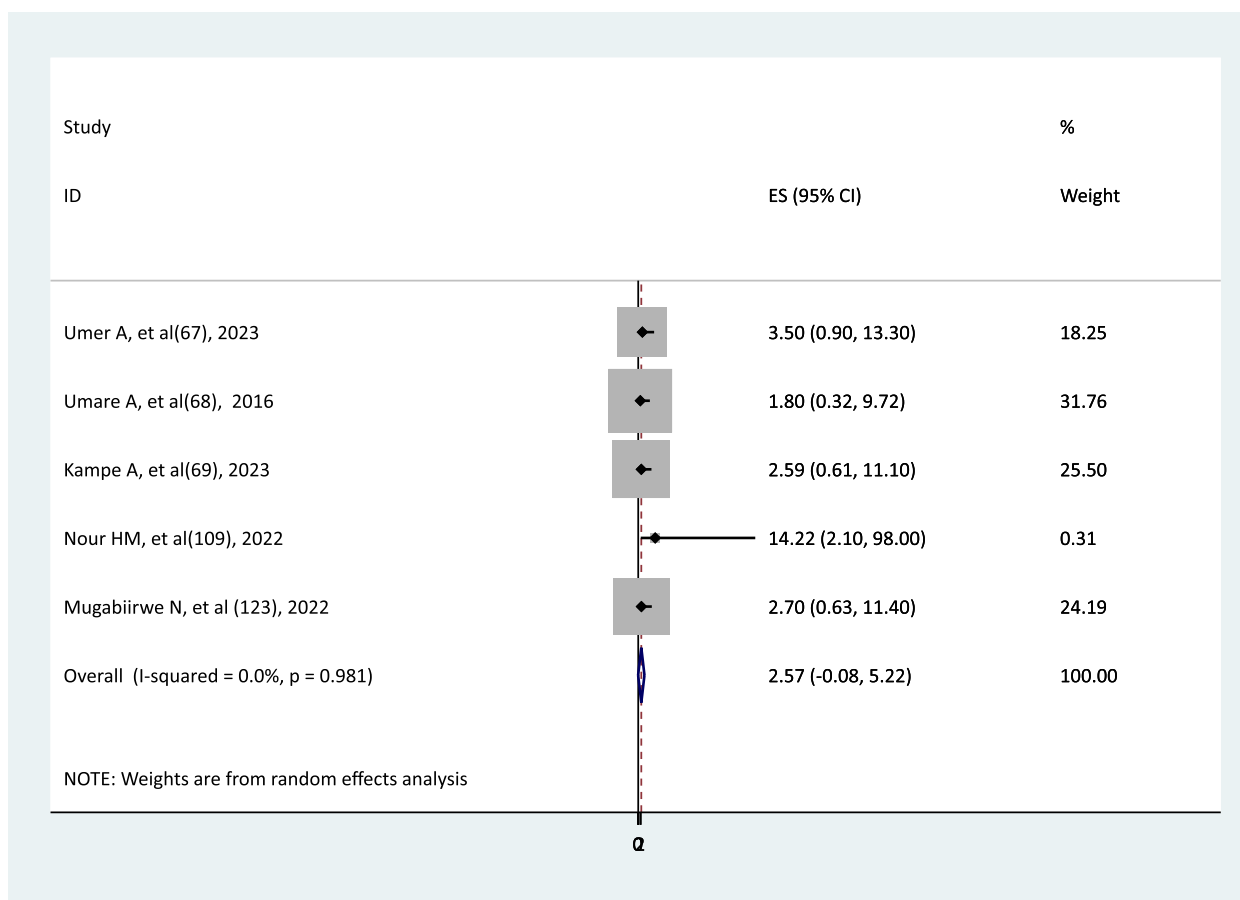 Study %
ID ES (95% CI) Weight
Umer A, et al(67), 2023 3.50 (0.90, 13.30) 18.25
Umare A, et al(68),  2016 1.80 (0.32, 9.72) 31.76
Kampe A, et al(69), 2023 2.59 (0.61, 11.10) 25.50
Nour HM, et al(109), 2022 14.22 (2.10, 98.00) 0.31
Mugabiirwe N, et al (123), 2022 2.70 (0.63, 11.40) 24.19
Overall  (I-squared = 0.0%, p = 0.981) 2.57 (-0.08, 5.22) 100.00
NOTE: Weights are from random effects analysis